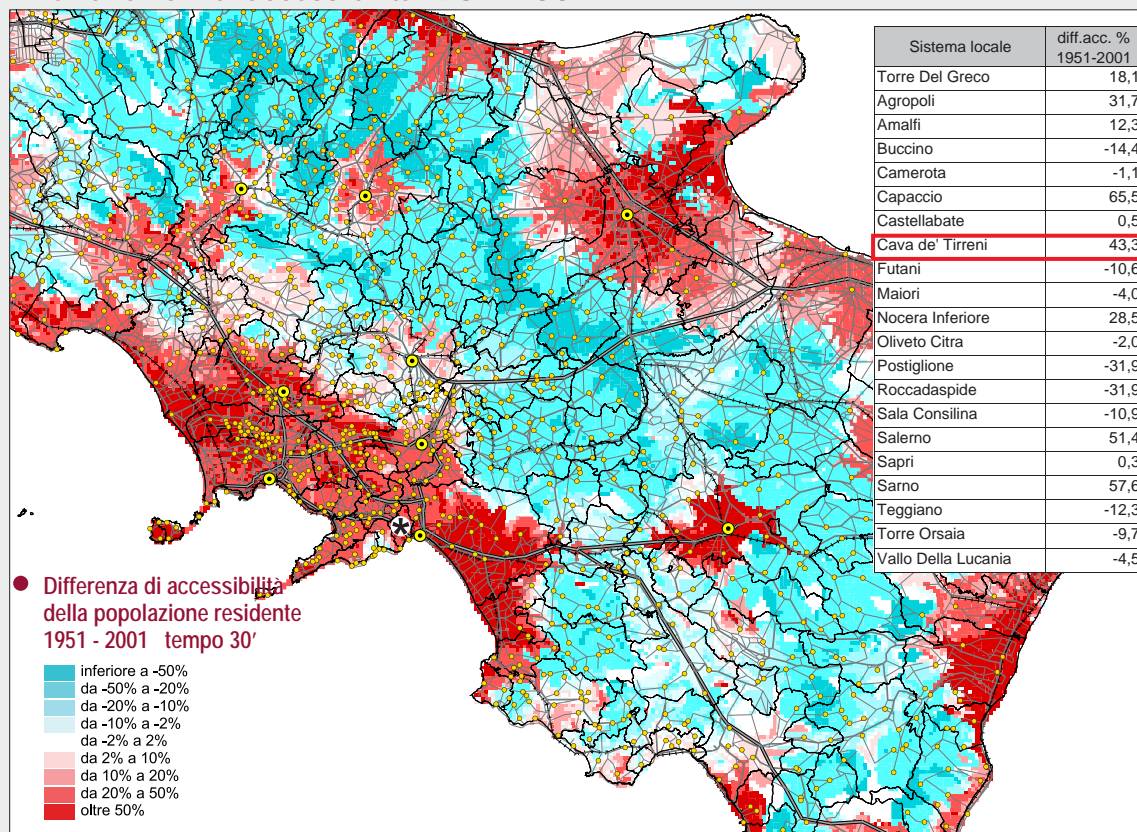 Sistema locale diff.acc. %
1951-2001
Torre Del Greco 18,1
Agropoli 31,7
Amalfi 12,3
Buccino -14,4
Camerota -1,1
Capaccio 65,5
Castellabate 0,5
Cava de' Tirreni 43,3
Futani -10,6
Maiori -4,0
Nocera Inferiore 28,5
Oliveto Citra -2,0
Postiglione -31,9
Roccadaspide -31,9
Sala Consilina -10,9
Salerno 51,4
Sapri 0,3
Sarno 57,6
Teggiano -12,3
Torre Orsaia -9,7
Vallo Della Lucania -4,5
Differenza di accessibilità
della popolazione residente
1951 - 2001 tempo 30'
inferiore a -50%
da -50% a -20%
da -20% a -10%
da -10% a -2%
da -2% a 2%
da 2% a 10%
da 10% a 20%
da 20% a 50%
oltre 50%